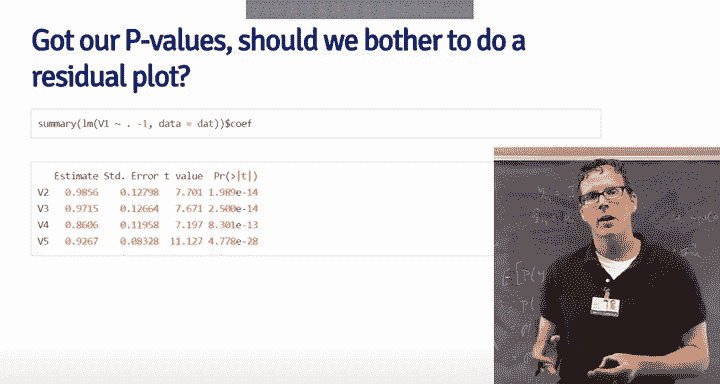 Got our P-values, should we bother to do a
residual plot?
summary(lm(V1 ~ . -1, data = dat))$coef
Estimate Std. Error t value Pr(>|t|)
V2 0.9856 0.12798 7.701 1.989e-14
V3 0.9715 0.12664 7.671 2.500e-14
V4 0.8606 0.11958 7.197 8.301e-13
V5 0.9267 0.08328 11.127 4.778e-28